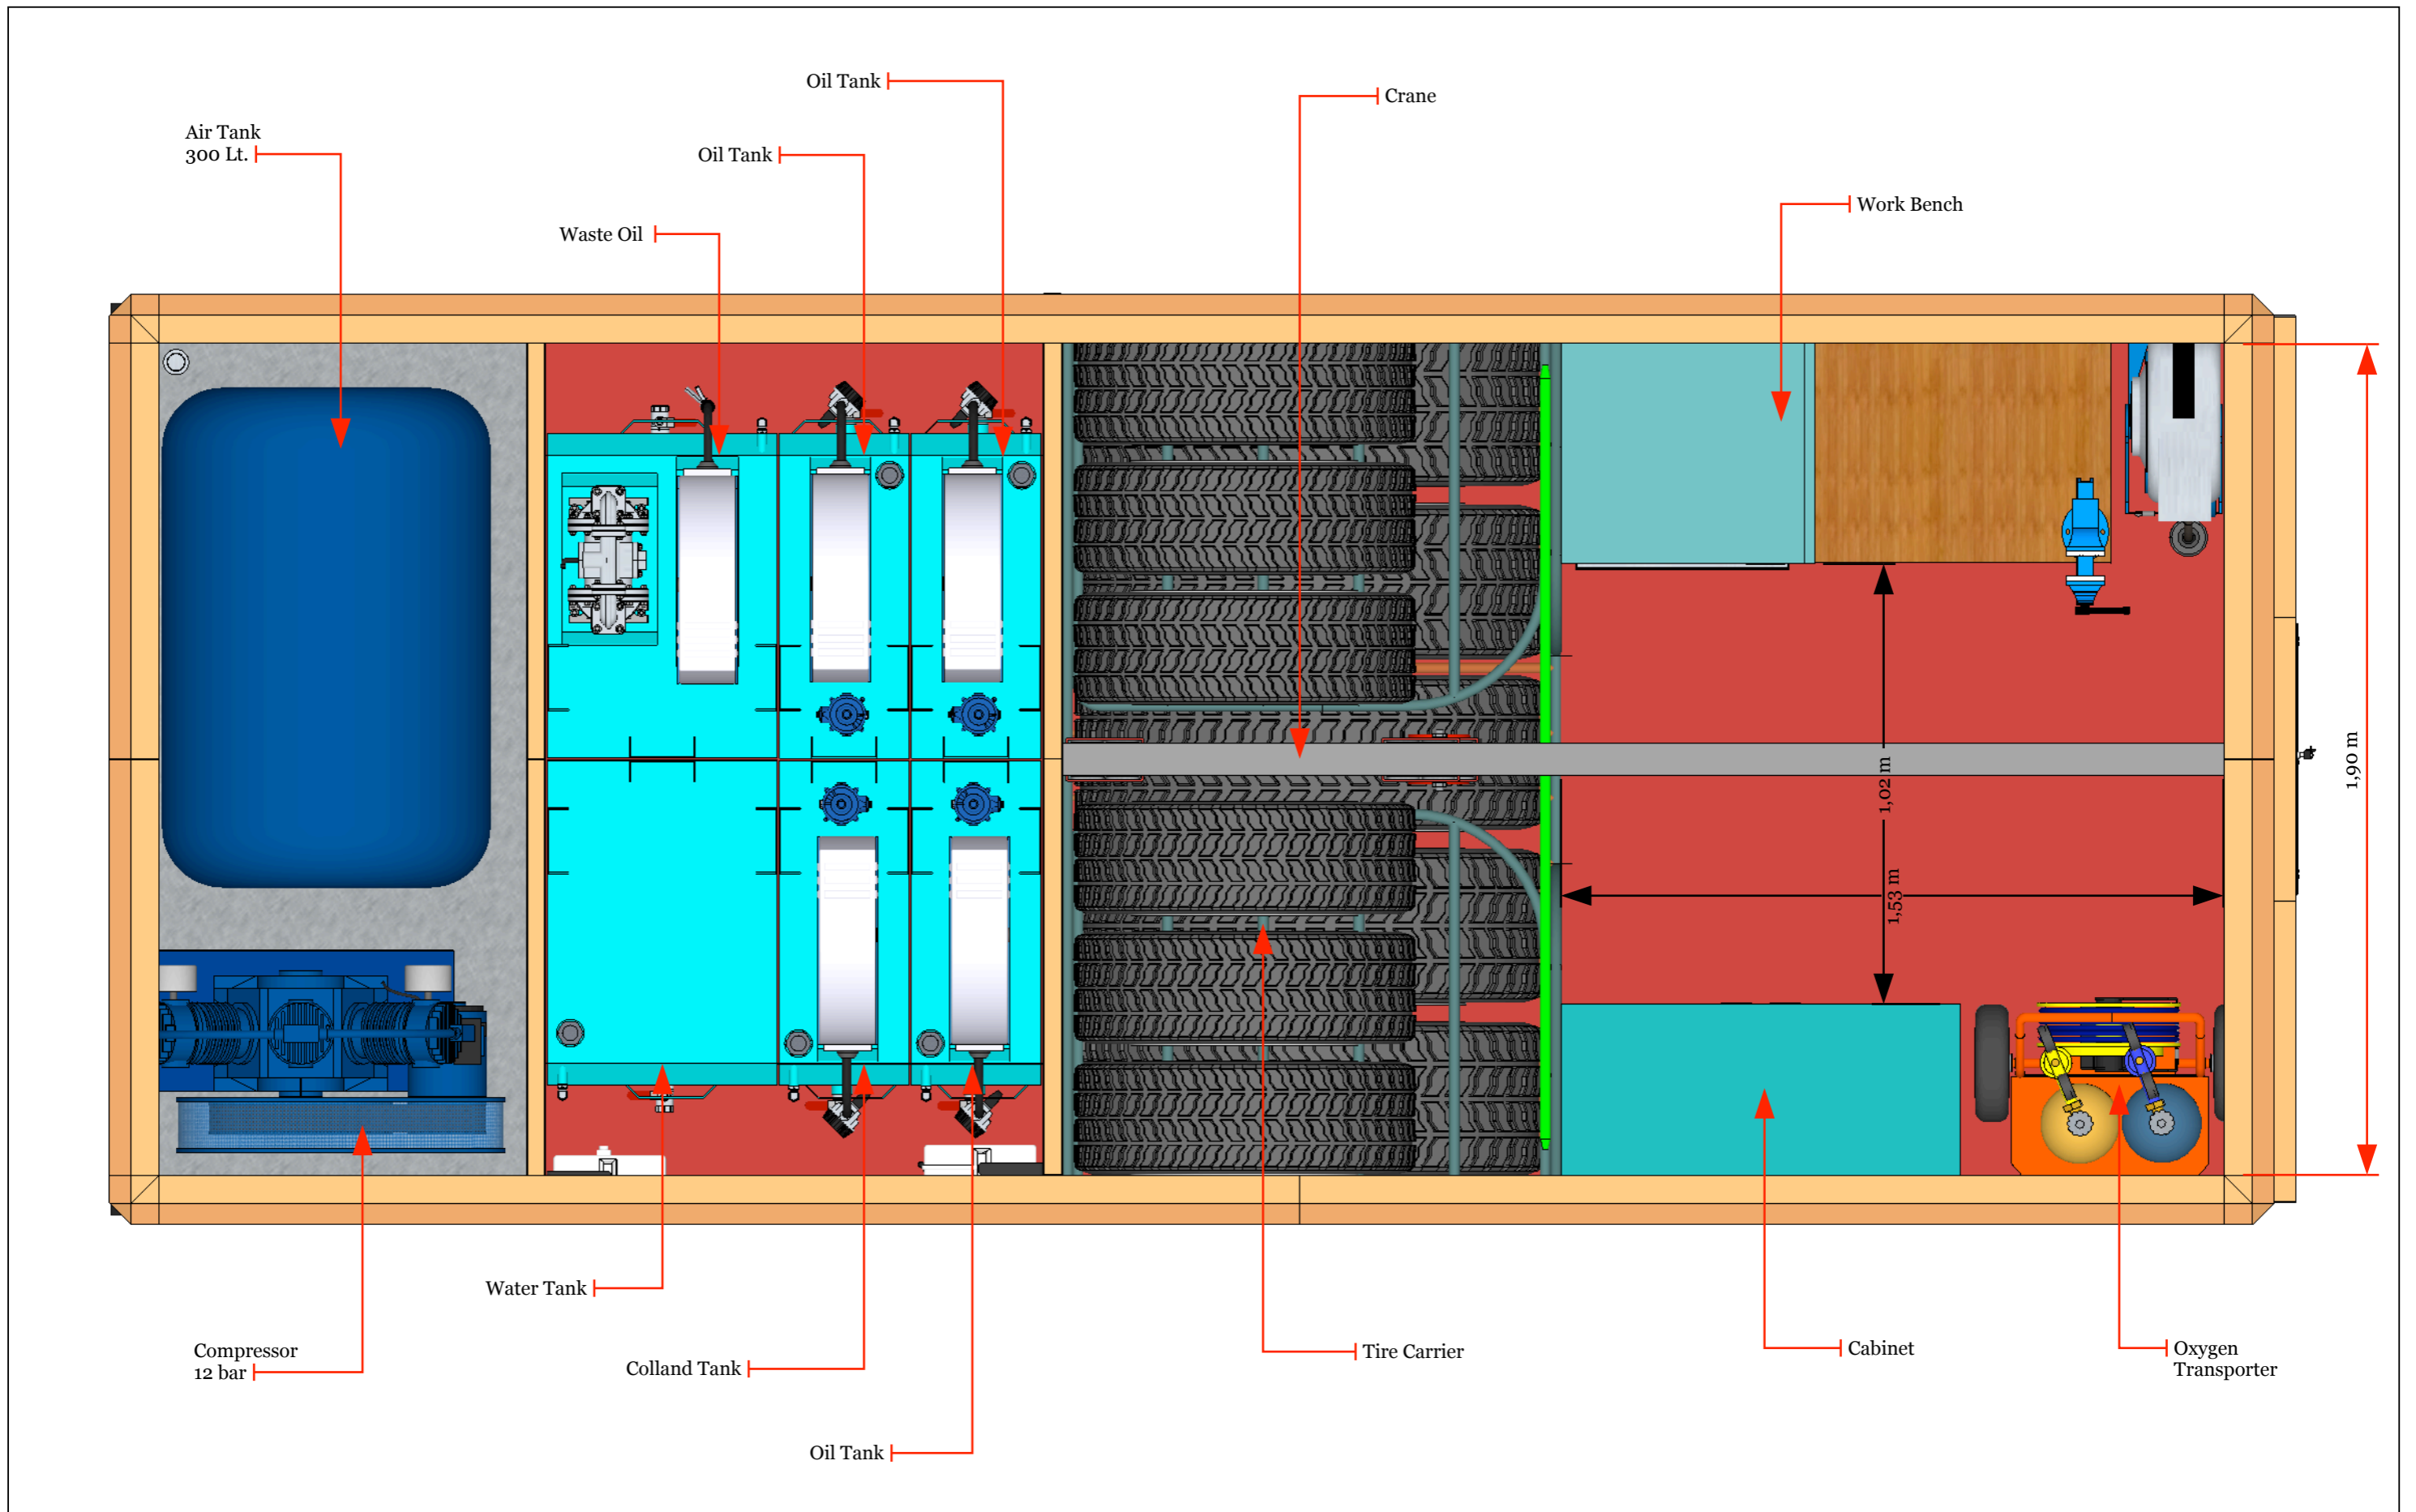 Oil Tank
Crane
Air Tank
300 Lt.
Oil Tank
Work Bench
Waste Oil
1,90 m
1,02 m
1,53 m
Water Tank
Compressor
12 bar
Colland Tank
Tire Carrier
Cabinet
Oxygen
Transporter
Oil Tank